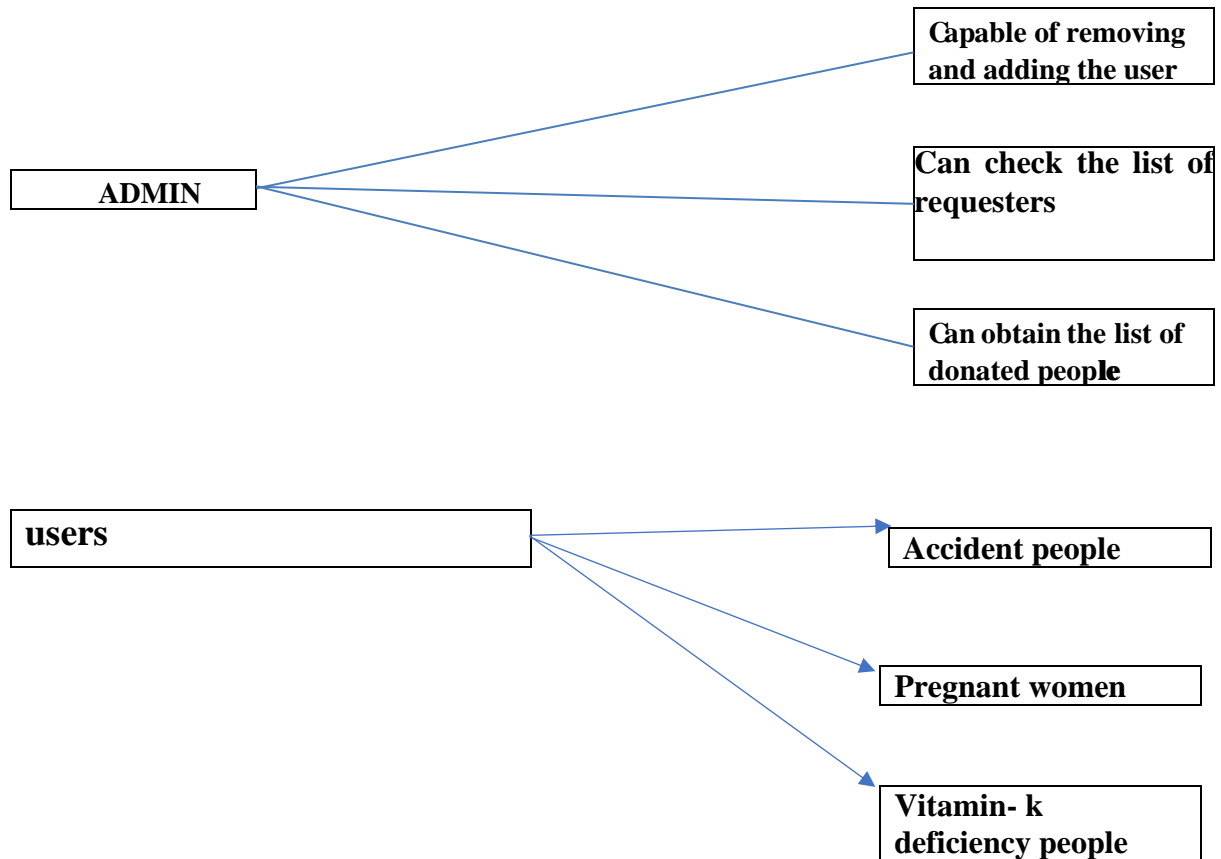 Capable of removing
and adding the user
ADMIN
Can check the list of
requesters
Can obtain the list of
donated people
users
Accident people
Pregnant women
Vitamin- k
deficiency people